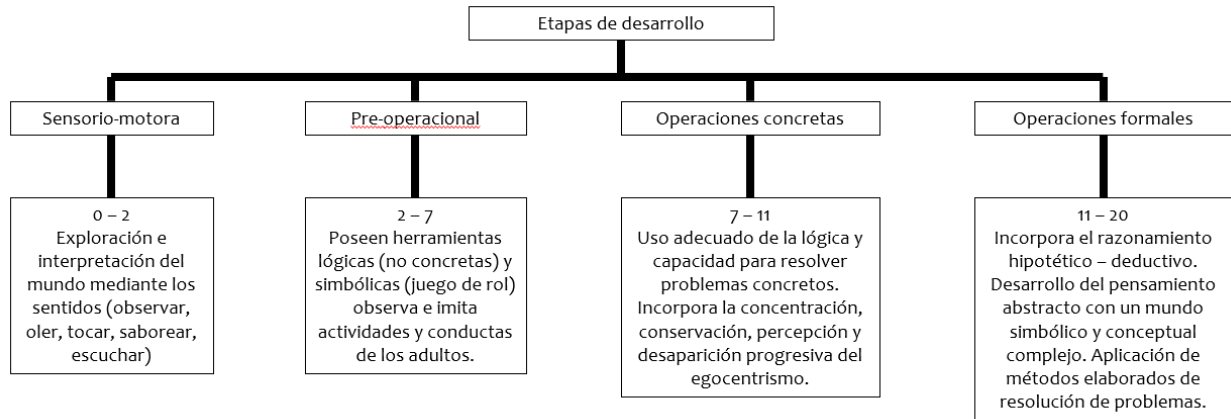 Etapas de desarrollo
Sensorio-motora
Pre-operacional
Operaciones concretas
Operaciones formales
0 – 2
Exploración e
interpretación del
mundo mediante los
sentidos (observar,
oler, tocar, saborear,
escuchar)
2 – 7
Poseen herramientas
lógicas (no concretas) y
simbólicas (juego de rol)
observa e imita
actividades y conductas
de los adultos.
7 – 11
Uso adecuado de la lógica y
capacidad para resolver
problemas concretos.
Incorpora la concentración,
conservación, percepción y
desaparición progresiva del
egocentrismo.
11 – 20
Incorpora el razonamiento
hipotético – deductivo.
Desarrollo del pensamiento
abstracto con un mundo
simbólico y conceptual
complejo. Aplicación de
métodos elaborados de
resolución de problemas.